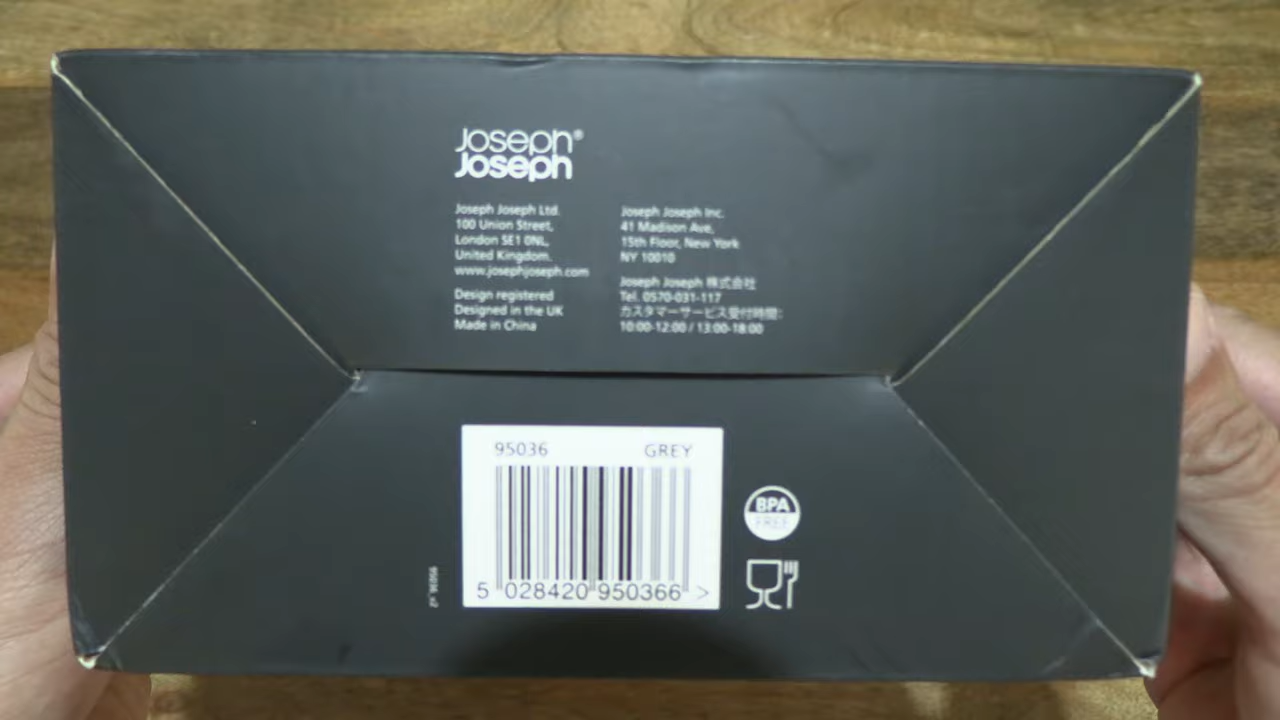 Joseph®
Joseph
Joseph Joseph Ltd.
100 Union Street,
London SE1 0NL,
United Kingdom.
www.josephjoseph.com
Design registered
Designed in the UK
Made in China
Joseph Joseph Inc.
41 Madison Ave,
15th Floor, New York
NY 10010
Joseph Joseph 株式会社
Tel. 0570-031-117
カスタマーサービス受付時間:
10:00-12:00 / 13:00-18:00
95036 GREY
5 028420 950366 >
BPA
FREE
95036_v2